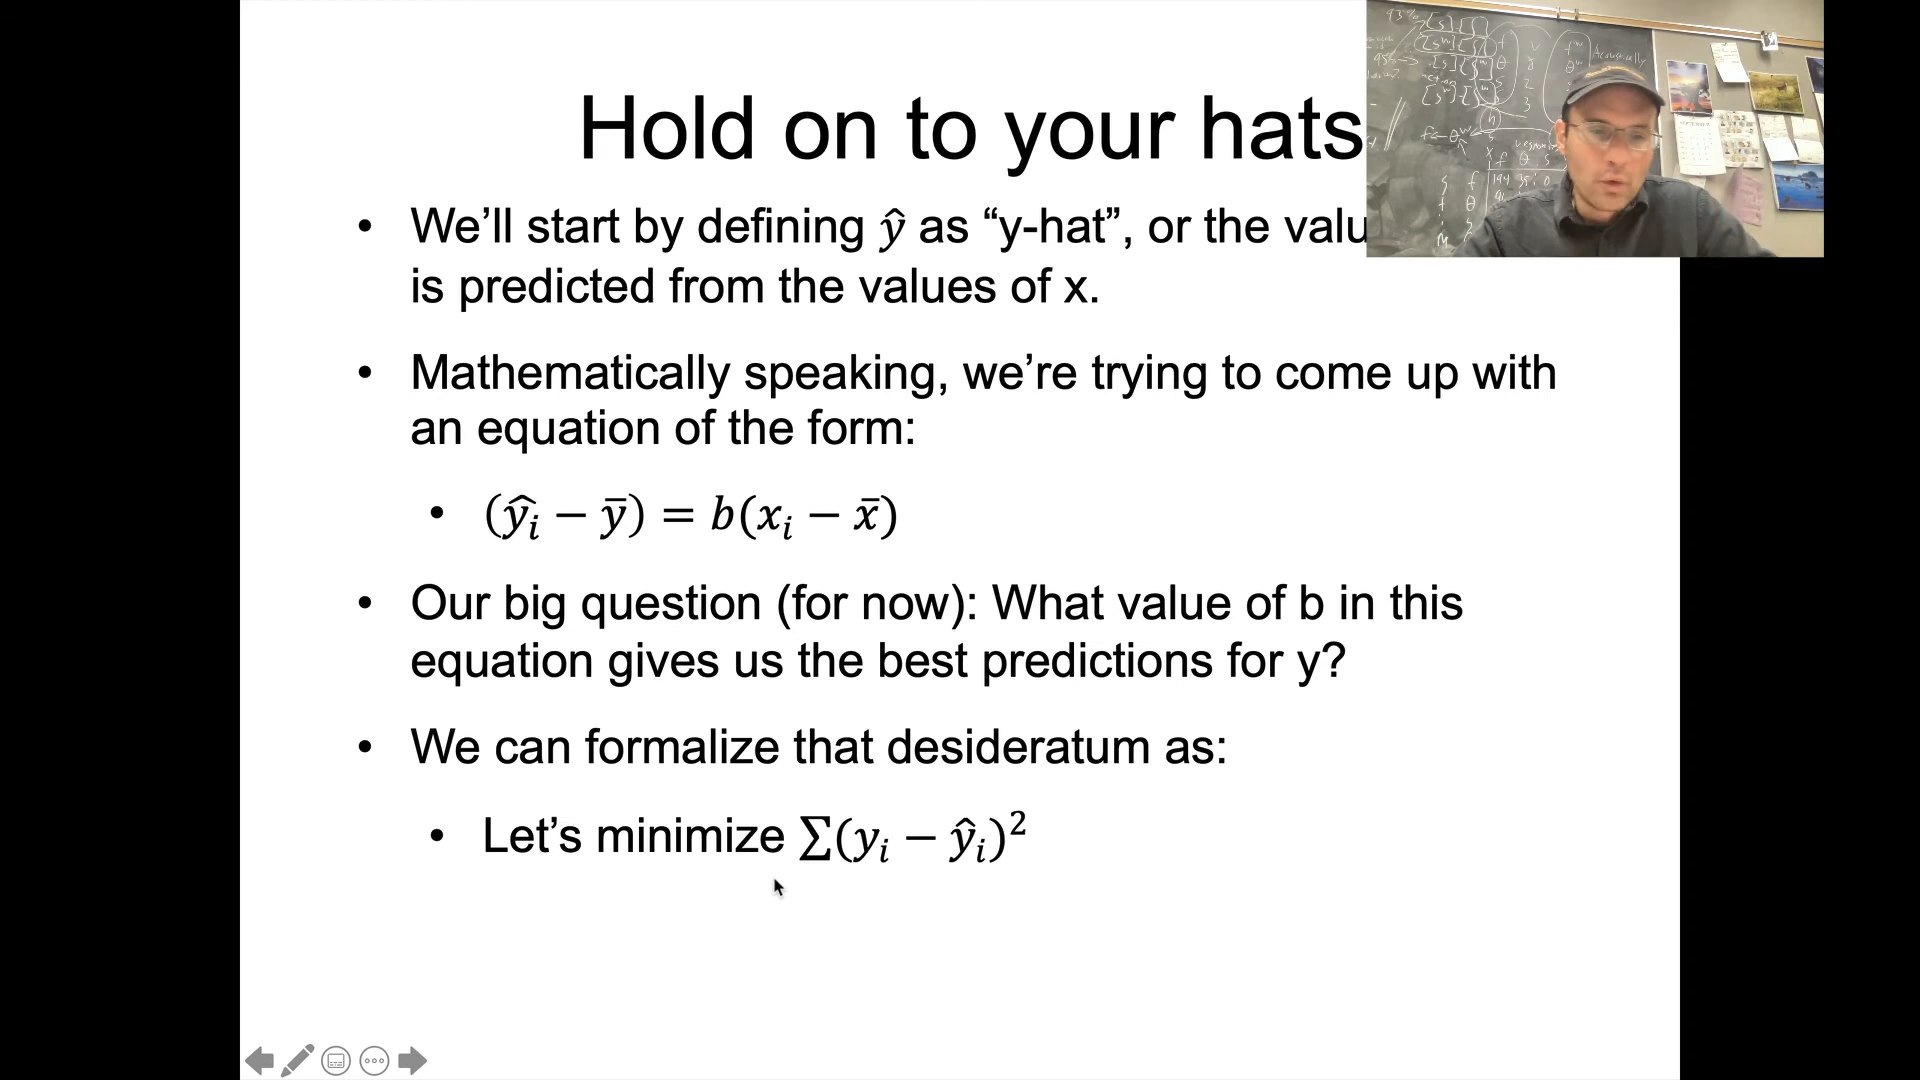 Hold on to your hats
• We’ll start by defining ŷ as “y-hat”, or the valu
is predicted from the values of x.
• Mathematically speaking, we’re trying to come up with
an equation of the form:
• (ŷᵢ − ȳ) = b(xᵢ − x̄)
• Our big question (for now): What value of b in this
equation gives us the best predictions for y?
• We can formalize that desideratum as:
• Let’s minimize ∑(yᵢ − ŷᵢ)²